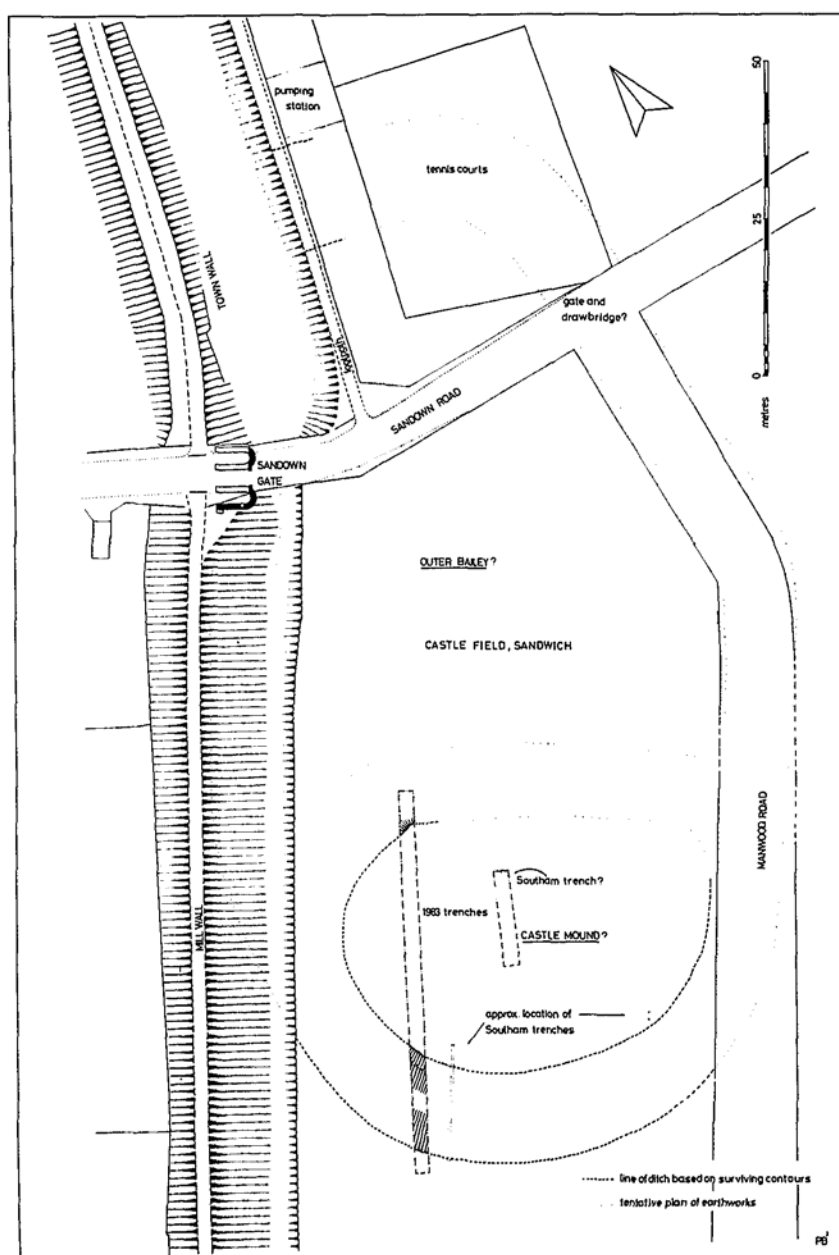 pumping
station
tennis courts
50
25
0
metres
TOWN WALL
gate and
drawbridge?
SANDOWN ROAD
SANDOWN
GATE
OUTER BAILEY?
CASTLE FIELD, SANDWICH
MANWOOD ROAD
MILL WALL
Southam trench?
1983 trenches
CASTLE MOUND?
approx. location of
Southam trenches
line of ditch based on surviving contours
tentative plan of earthworks
PB